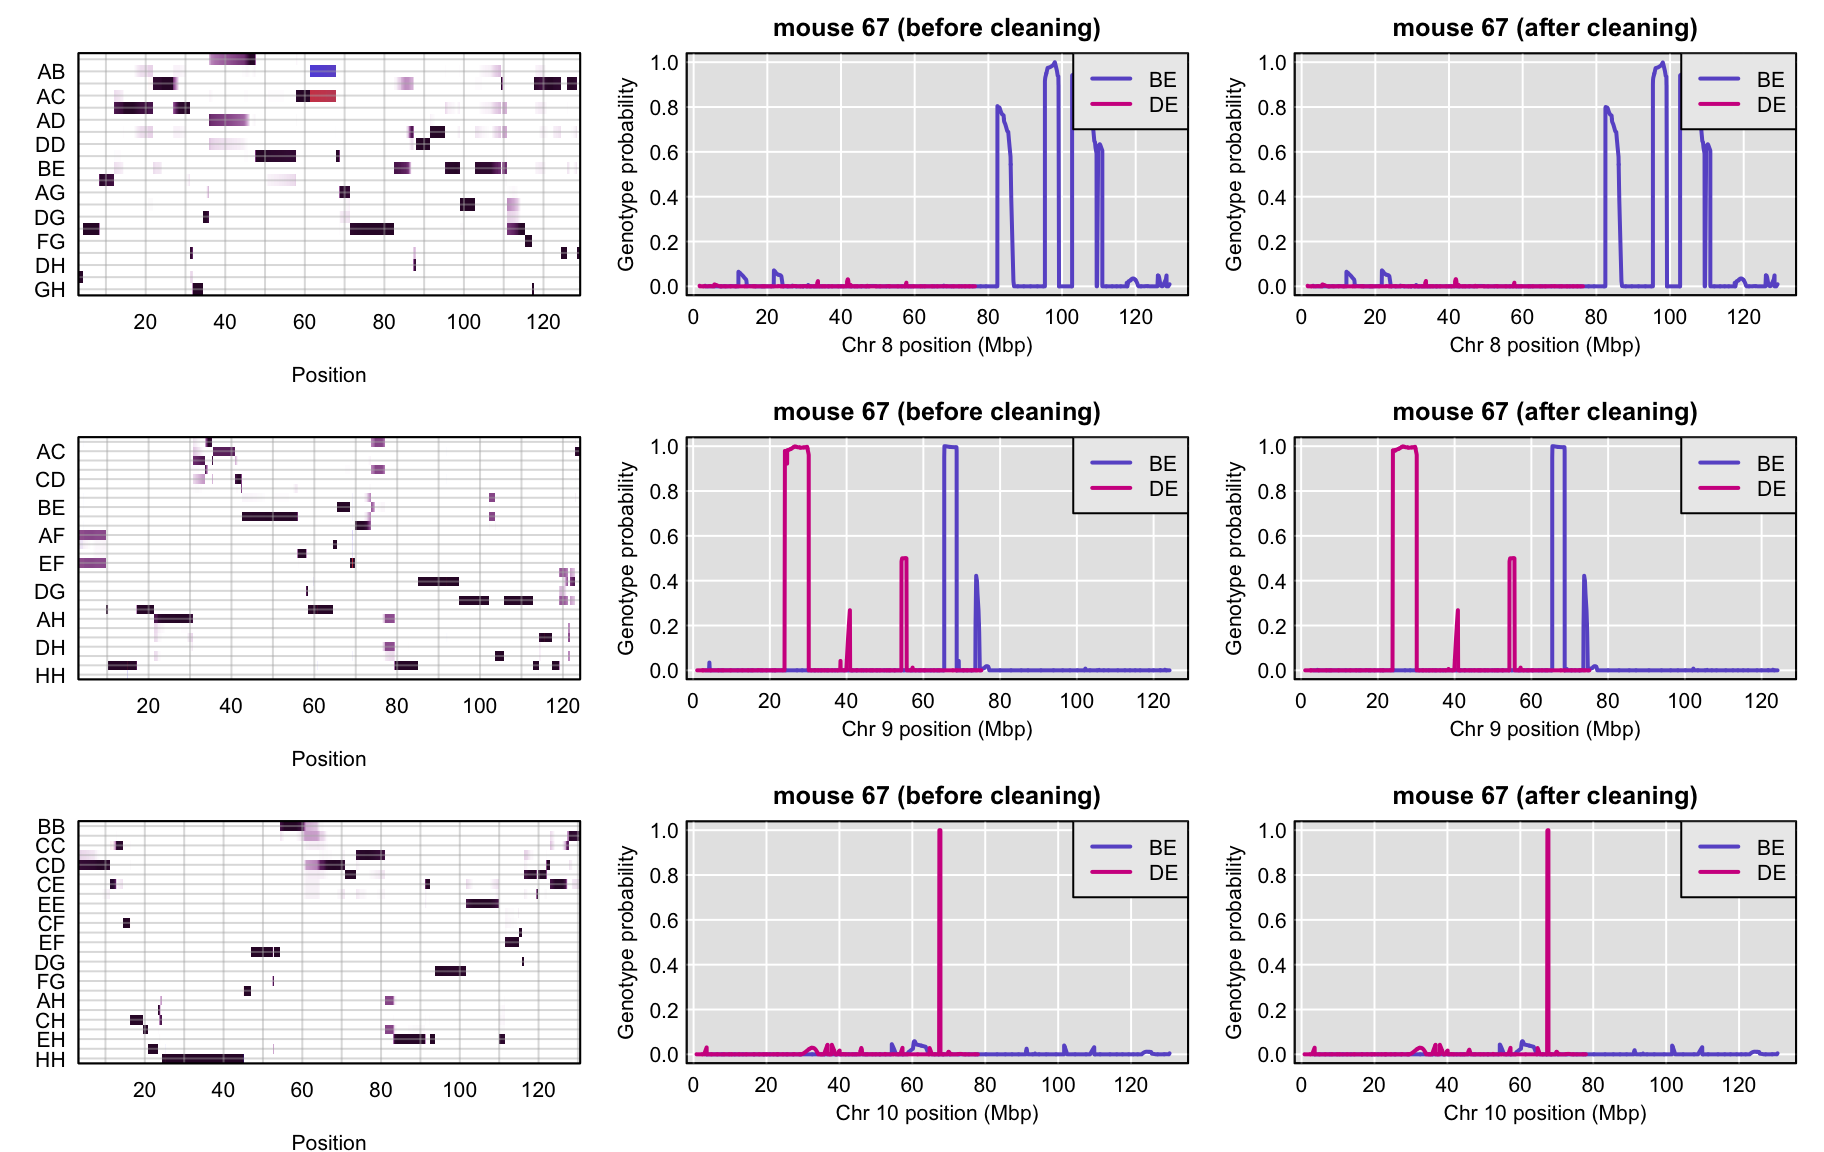 mouse 67 (before cleaning)
mouse 67 (after cleaning)
AB
AC
AD
DD
BE
AG
DG
FG
DH
GH
20 40 60 80 100 120
Position
Genotype probability
1.0
0.8
0.6
0.4
0.2
0.0
BE
DE
0 20 40 60 80 100 120
Chr 8 position (Mbp)
Genotype probability
1.0
0.8
0.6
0.4
0.2
0.0
BE
DE
0 20 40 60 80 100 120
Chr 8 position (Mbp)
mouse 67 (before cleaning)
mouse 67 (after cleaning)
AC
CD
BE
AF
EF
DG
AH
DH
HH
20 40 60 80 100 120
Position
Genotype probability
1.0
0.8
0.6
0.4
0.2
0.0
BE
DE
0 20 40 60 80 100 120
Chr 9 position (Mbp)
Genotype probability
1.0
0.8
0.6
0.4
0.2
0.0
BE
DE
0 20 40 60 80 100 120
Chr 9 position (Mbp)
mouse 67 (before cleaning)
mouse 67 (after cleaning)
BB
CC
CD
CE
EE
CF
EF
DG
FG
AH
CH
EH
HH
20 40 60 80 100 120
Position
Genotype probability
1.0
0.8
0.6
0.4
0.2
0.0
BE
DE
0 20 40 60 80 100 120
Chr 10 position (Mbp)
Genotype probability
1.0
0.8
0.6
0.4
0.2
0.0
BE
DE
0 20 40 60 80 100 120
Chr 10 position (Mbp)